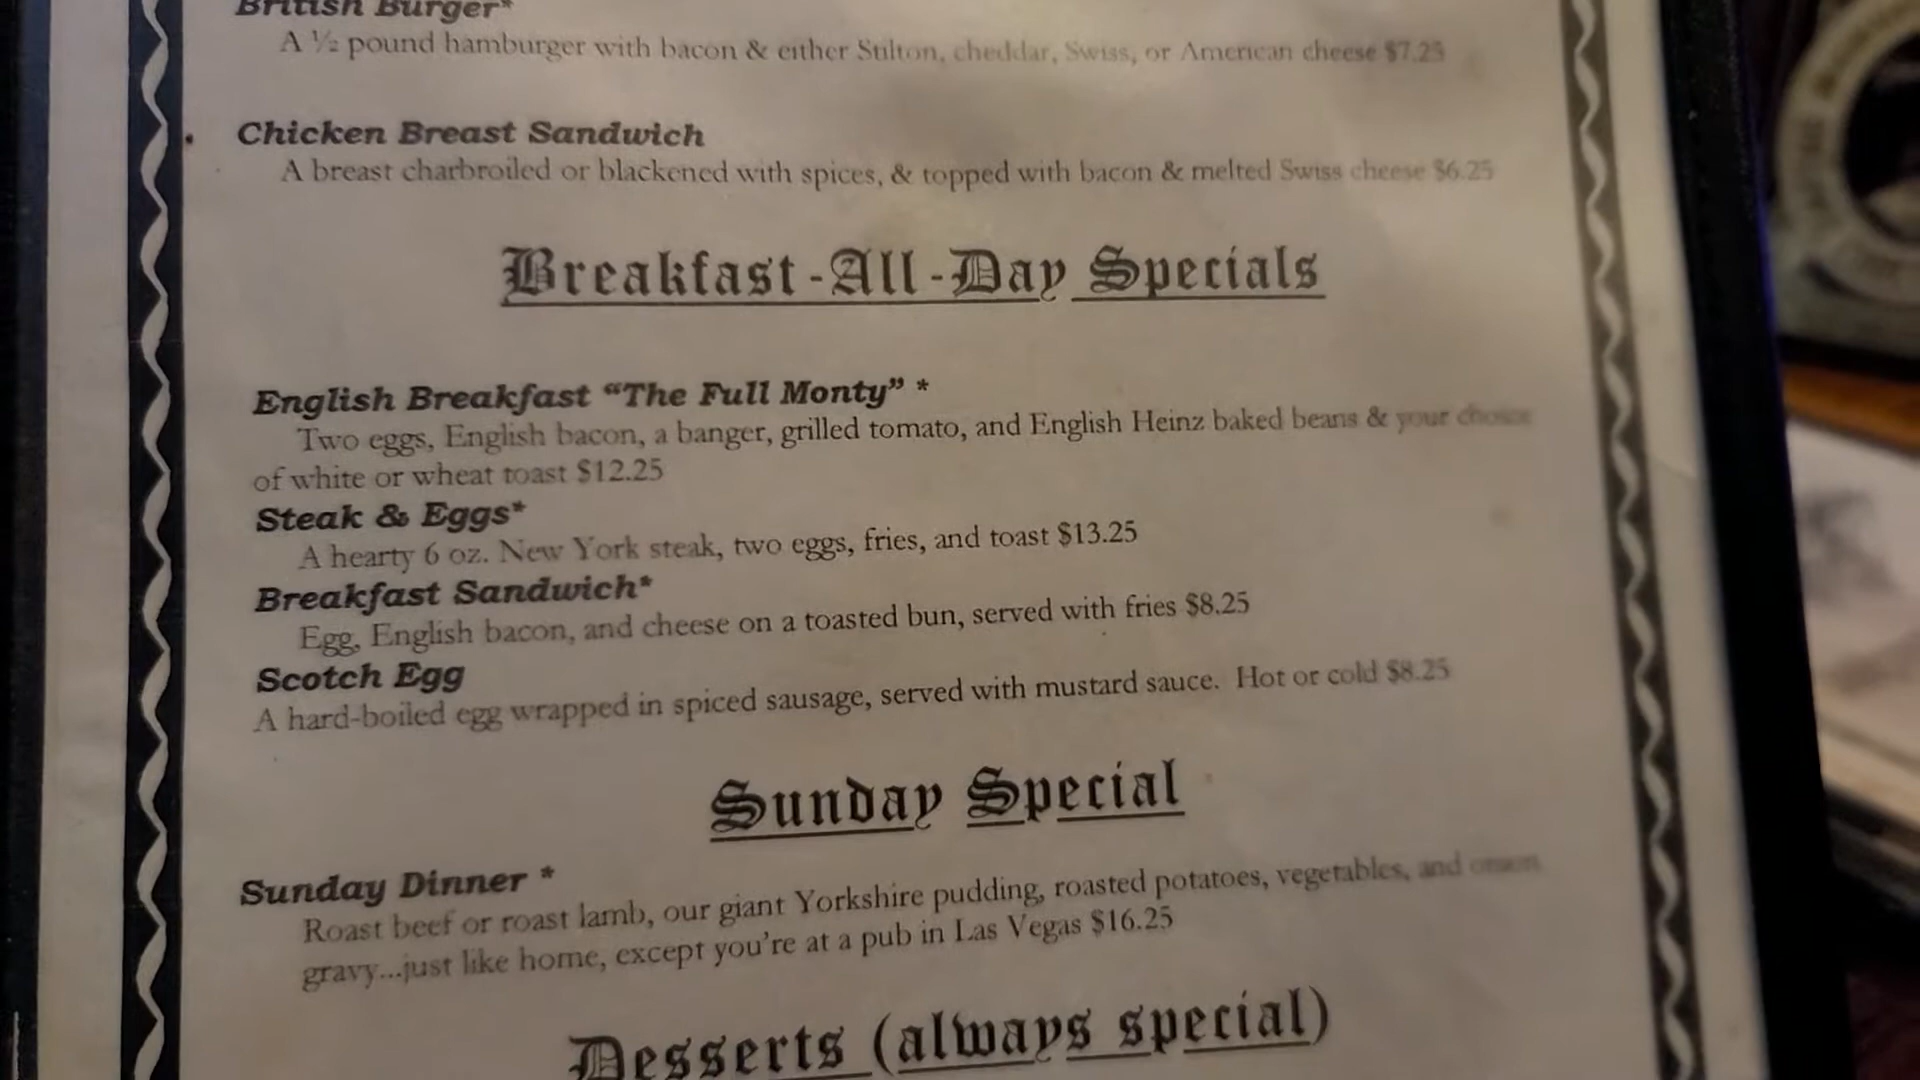 British Burger*
A ½ pound hamburger with bacon & either Stilton, cheddar, Swiss, or American cheese $7.25
Chicken Breast Sandwich
A breast charbroiled or blackened with spices, & topped with bacon & melted Swiss cheese $6.25
Breakfast-All-Day Specials
English Breakfast “The Full Monty” *
Two eggs, English bacon, a banger, grilled tomato, and English Heinz baked beans & your choice
of white or wheat toast $12.25
Steak & Eggs*
A hearty 6 oz. New York steak, two eggs, fries, and toast $13.25
Breakfast Sandwich*
Egg, English bacon, and cheese on a toasted bun, served with fries $8.25
Scotch Egg
A hard-boiled egg wrapped in spiced sausage, served with mustard sauce. Hot or cold $8.25
Sunday Special
Sunday Dinner *
Roast beef or roast lamb, our giant Yorkshire pudding, roasted potatoes, vegetables, and onion
gravy...just like home, except you're at a pub in Las Vegas $16.25
Desserts (always special)